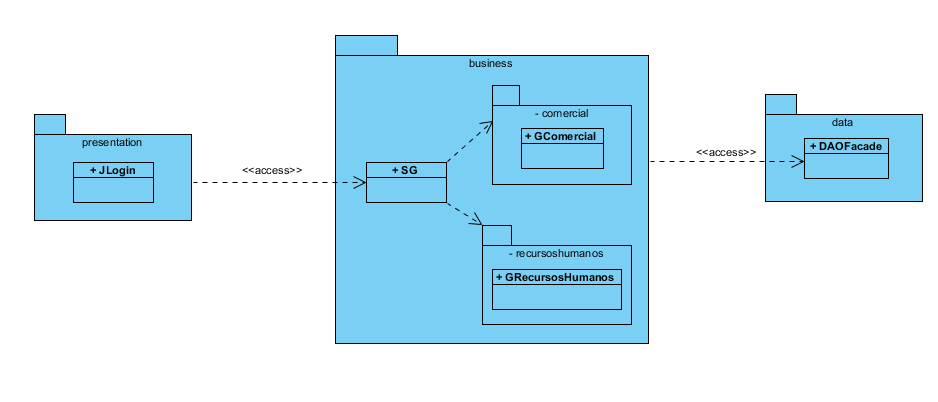 business
- comercial
+ GComercial
data
+ DAOFacade
presentation
+ JLogin
<<access>>
+ SG
<<access>>
- recursoshumanos
+ GRecursosHumanos